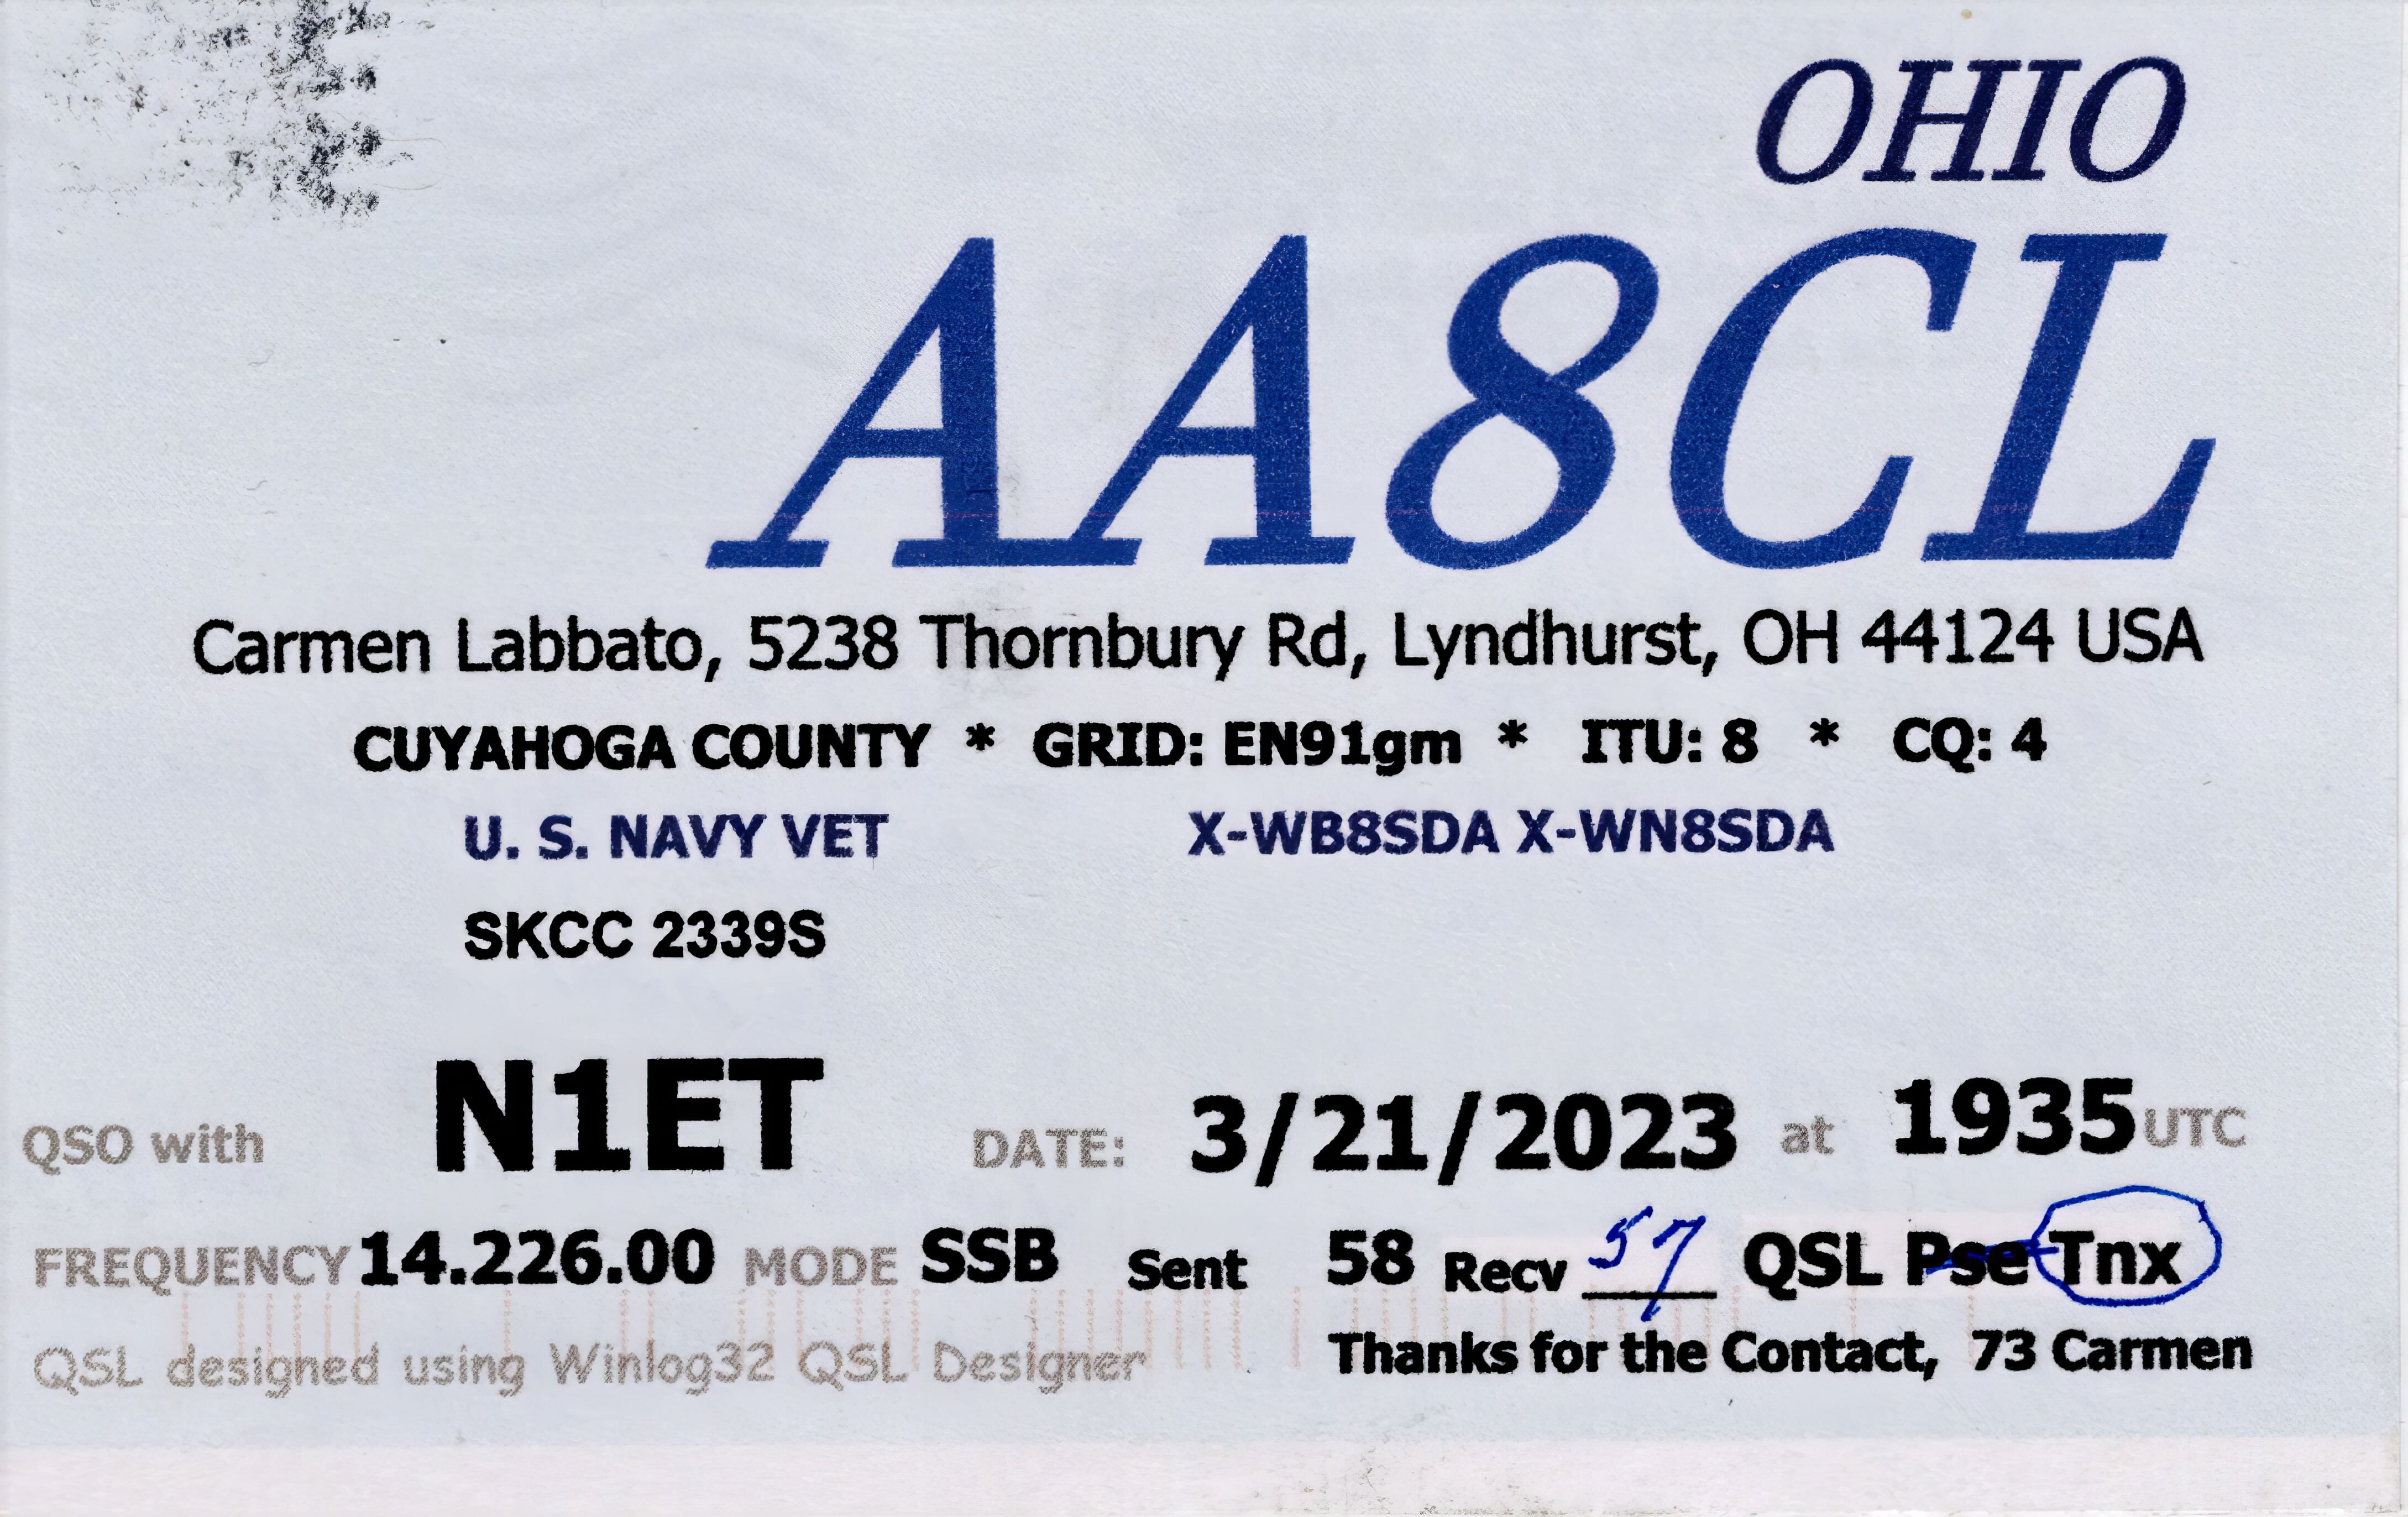 OHIO
AA8CL
Carmen Labbato, 5238 Thornbury Rd, Lyndhurst, OH 44124 USA
CUYAHOGA COUNTY * GRID: EN91gm * ITU: 8 * CQ: 4
U. S. NAVY VET X-WB8SDA X-WN8SDA
SKCC 2339S
QSO with N1ET DATE: 3/21/2023 at 1935 UTC
FREQUENCY 14.226.00 MODE SSB Sent 58 Recv 57 QSL Pse Tnx
QSL designed using Winlog32 QSL Designer Thanks for the Contact, 73 Carmen